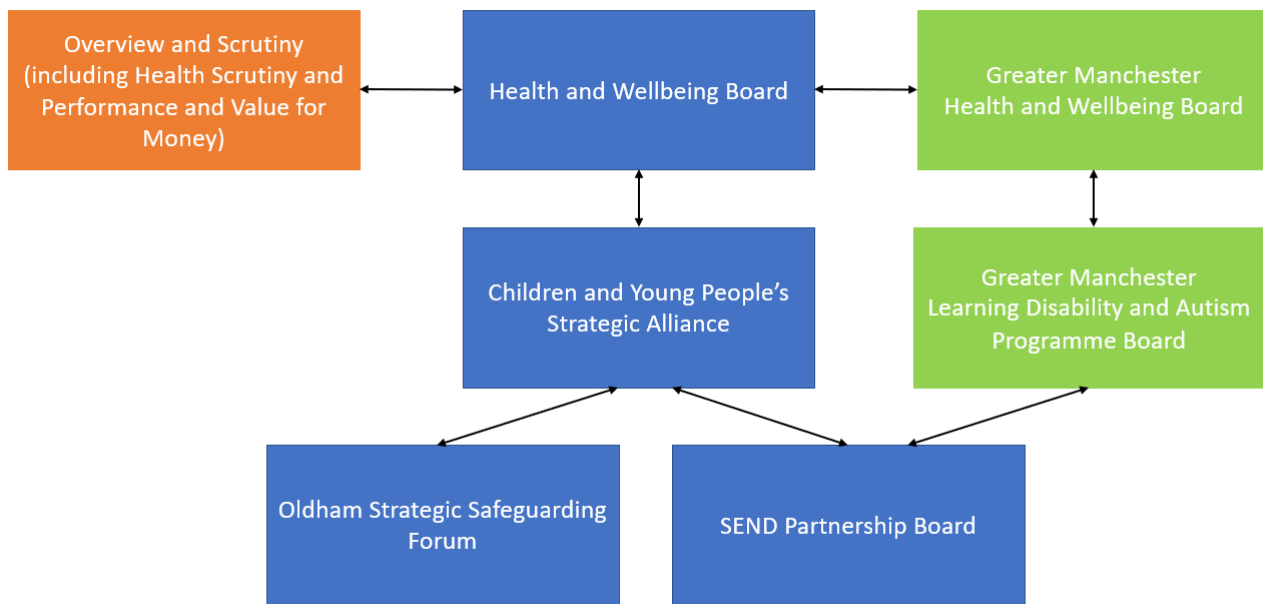 Overview and Scrutiny
(including Health Scrutiny and
Performance and Value for
Money)
Health and Wellbeing Board
Greater Manchester
Health and Wellbeing Board
Children and Young People’s
Strategic Alliance
Greater Manchester
Learning Disability and Autism
Programme Board
Oldham Strategic Safeguarding
Forum
SEND Partnership Board